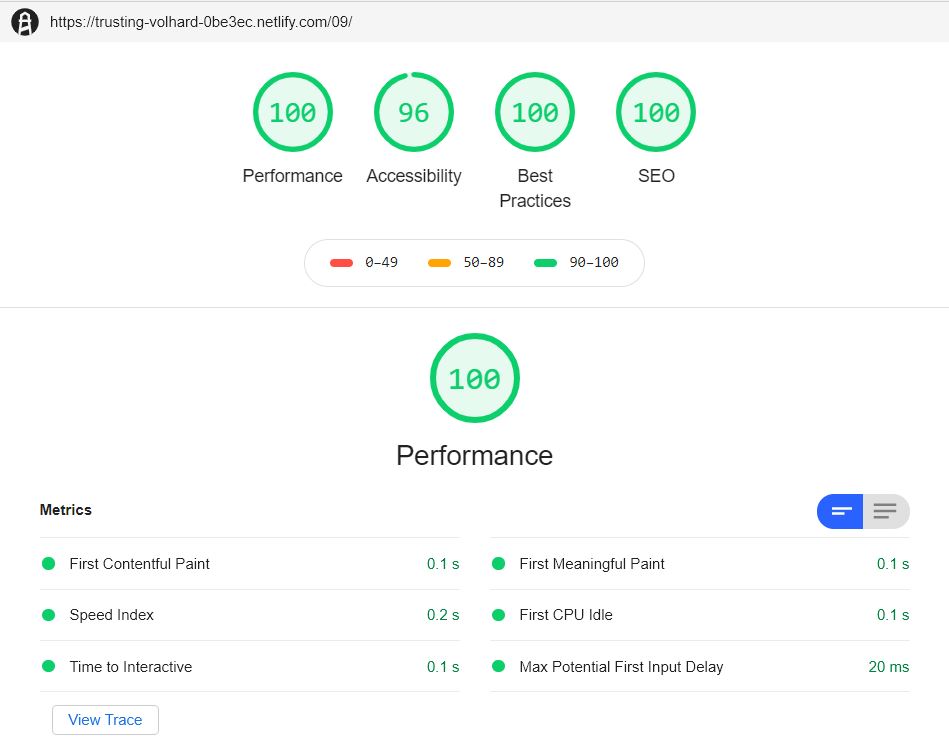 https://trusting-volhard-0be3ec.netlify.com/09/
100 96 100 100
Performance Accessibility Best Practices SEO
0–49 50–89 90–100
100
Performance
Metrics
First Contentful Paint 0.1 s First Meaningful Paint 0.1 s
Speed Index 0.2 s First CPU Idle 0.1 s
Time to Interactive 0.1 s Max Potential First Input Delay 20 ms
View Trace